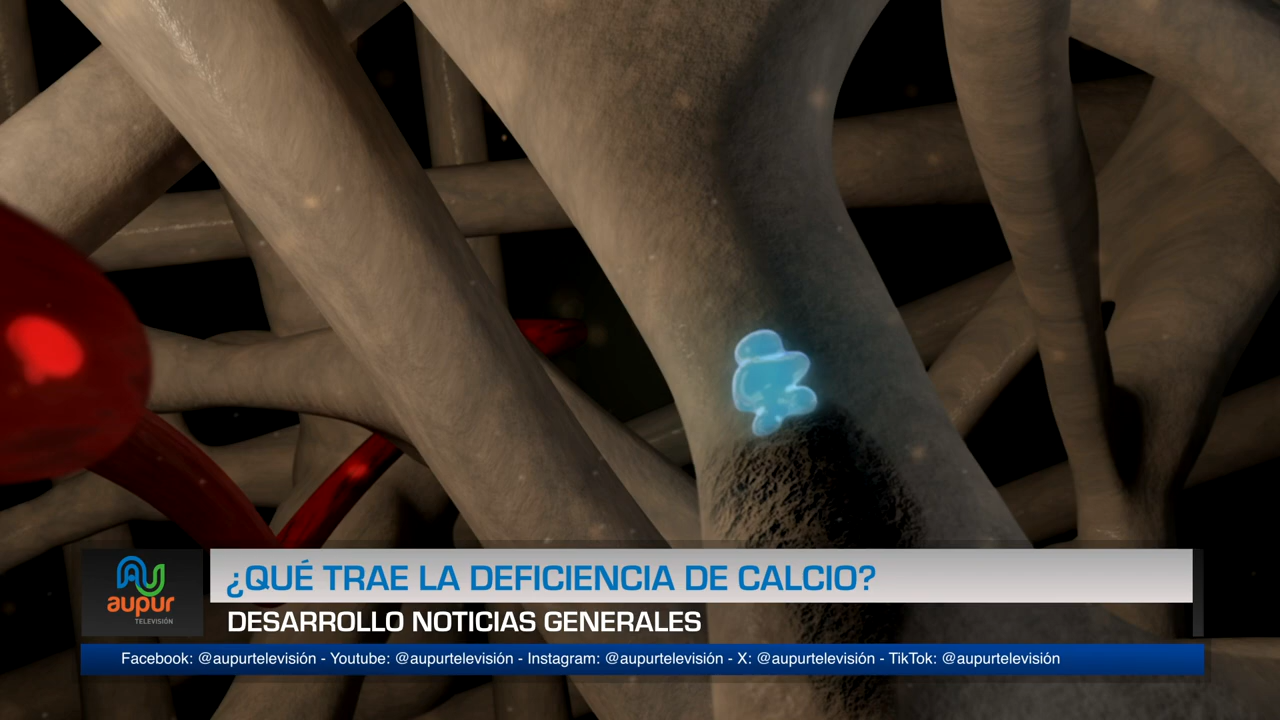 ¿QUÉ TRAE LA DEFICIENCIA DE CALCIO?
aupur
TELEVISIÓN
DESARROLLO NOTICIAS GENERALES
Facebook: @aupurtelevisión - Youtube: @aupurtelevisión - Instagram: @aupurtelevisión - X: @aupurtelevisión - TikTok: @aupurtelevisión